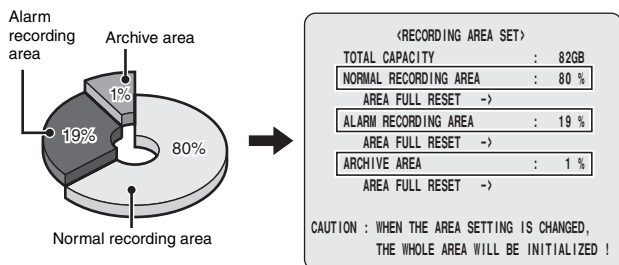 Alarm
recording
area
Archive area
1%
19%
80%
Normal recording area
<RECORDING AREA SET>
TOTAL CAPACITY : 82GB
NORMAL RECORDING AREA : 80 %
AREA FULL RESET ->
ALARM RECORDING AREA : 19 %
AREA FULL RESET ->
ARCHIVE AREA : 1 %
AREA FULL RESET ->
CAUTION : WHEN THE AREA SETTING IS CHANGED,
THE WHOLE AREA WILL BE INITIALIZED !